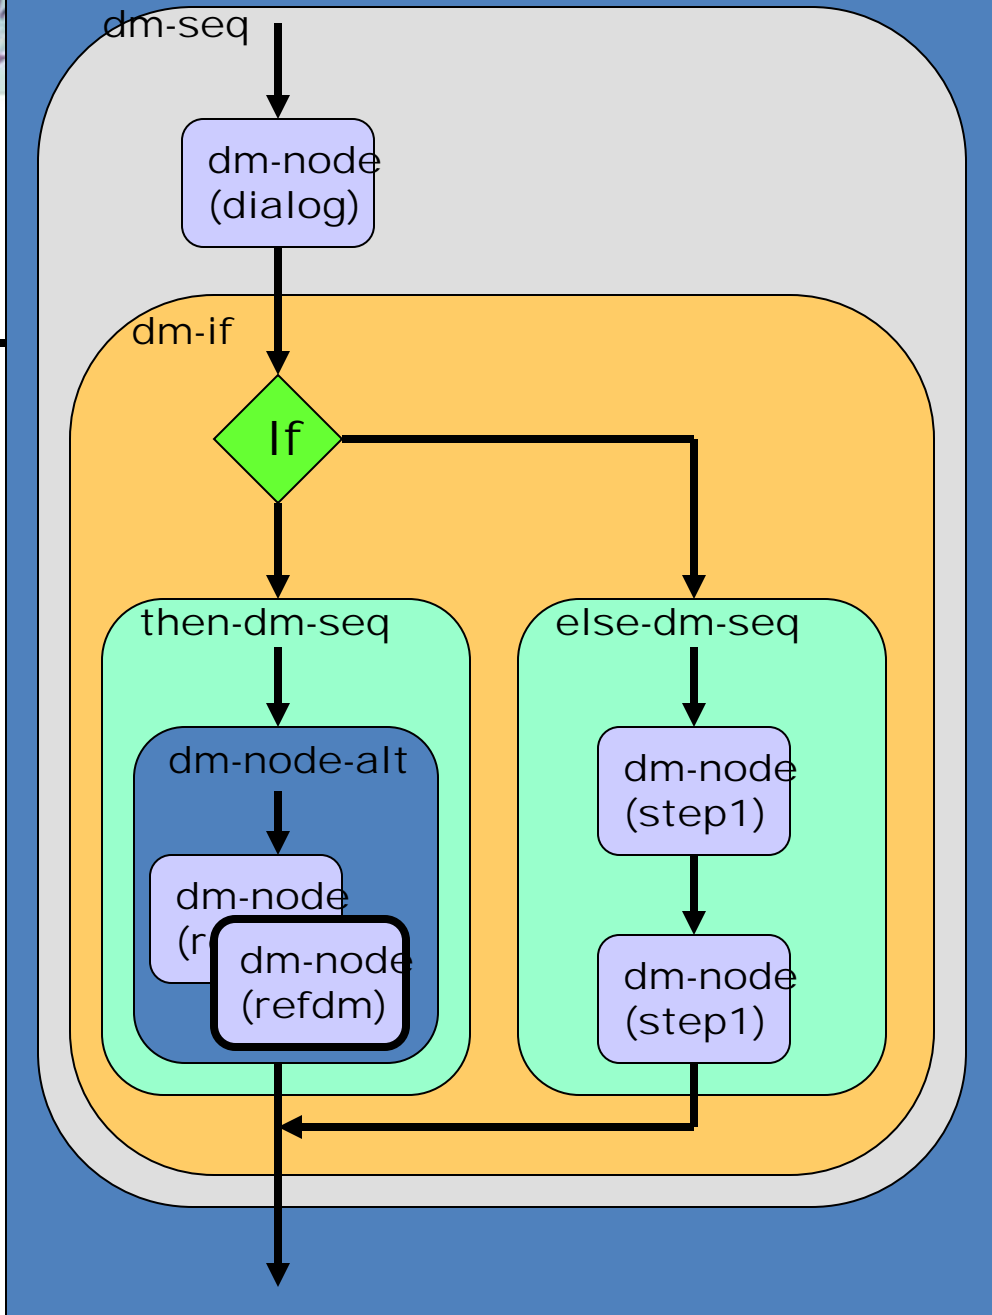 dm-seq
dm-node
(dialog)
dm-if
If
then-dm-seq
else-dm-seq
dm-node-alt
dm-node
(step1)
dm-node
dm-node
(refdm)
dm-node
(step1)